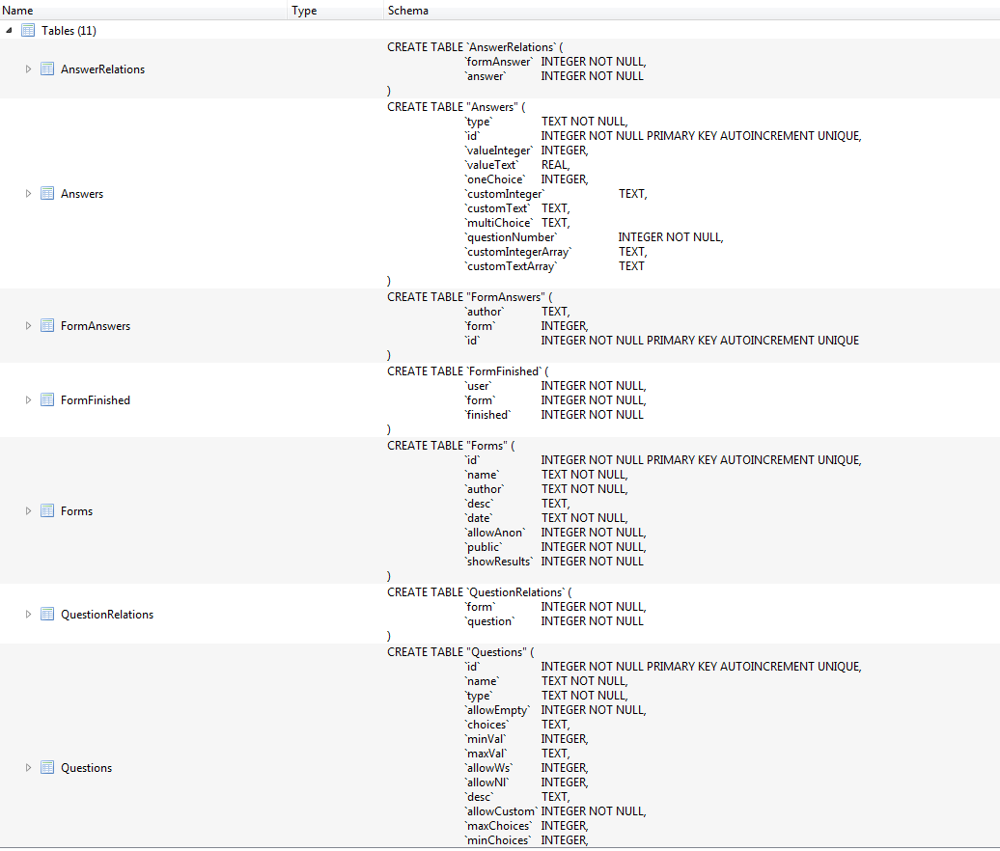 Name Type Schema
Tables (11)
CREATE TABLE `AnswerRelations` (
`formAnswer` INTEGER NOT NULL,
AnswerRelations
`answer` INTEGER NOT NULL
)
CREATE TABLE "Answers" (
`type` TEXT NOT NULL,
`id` INTEGER NOT NULL PRIMARY KEY AUTOINCREMENT UNIQUE,
`valueInteger` INTEGER,
`valueText` REAL,
`oneChoice` INTEGER,
Answers
`customInteger` TEXT,
`customText` TEXT,
`multiChoice` TEXT,
`questionNumber` INTEGER NOT NULL,
`customIntegerArray` TEXT,
`customTextArray` TEXT
)
CREATE TABLE "FormAnswers" (
`author` TEXT,
FormAnswers
`form` INTEGER,
`id` INTEGER NOT NULL PRIMARY KEY AUTOINCREMENT UNIQUE
)
CREATE TABLE `FormFinished` (
`user` INTEGER NOT NULL,
FormFinished
`form` INTEGER NOT NULL,
`finished` INTEGER NOT NULL
)
CREATE TABLE "Forms" (
`id` INTEGER NOT NULL PRIMARY KEY AUTOINCREMENT UNIQUE,
`name` TEXT NOT NULL,
`author` TEXT NOT NULL,
`desc` TEXT,
Forms
`date` TEXT NOT NULL,
`allowAnon` INTEGER NOT NULL,
`public` INTEGER NOT NULL,
`showResults` INTEGER NOT NULL
)
CREATE TABLE `QuestionRelations` (
`form` INTEGER NOT NULL,
QuestionRelations
`question` INTEGER NOT NULL
)
CREATE TABLE "Questions" (
`id` INTEGER NOT NULL PRIMARY KEY AUTOINCREMENT UNIQUE,
`name` TEXT NOT NULL,
`type` TEXT NOT NULL,
`allowEmpty` INTEGER NOT NULL,
`choices` TEXT,
`minVal` INTEGER,
`maxVal` TEXT,
Questions
`allowWs` INTEGER,
`allowNl` INTEGER,
`desc` TEXT,
`allowCustom` INTEGER NOT NULL,
`maxChoices` INTEGER,
`minChoices` INTEGER,